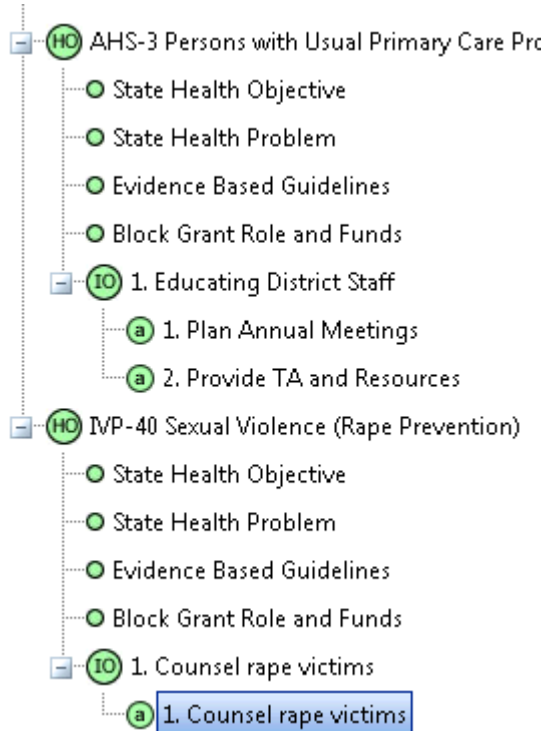 HO AHS-3 Persons with Usual Primary Care Pro
State Health Objective
State Health Problem
Evidence Based Guidelines
Block Grant Role and Funds
IO 1. Educating District Staff
a 1. Plan Annual Meetings
a 2. Provide TA and Resources
HO IVP-40 Sexual Violence (Rape Prevention)
State Health Objective
State Health Problem
Evidence Based Guidelines
Block Grant Role and Funds
IO 1. Counsel rape victims
a 1. Counsel rape victims